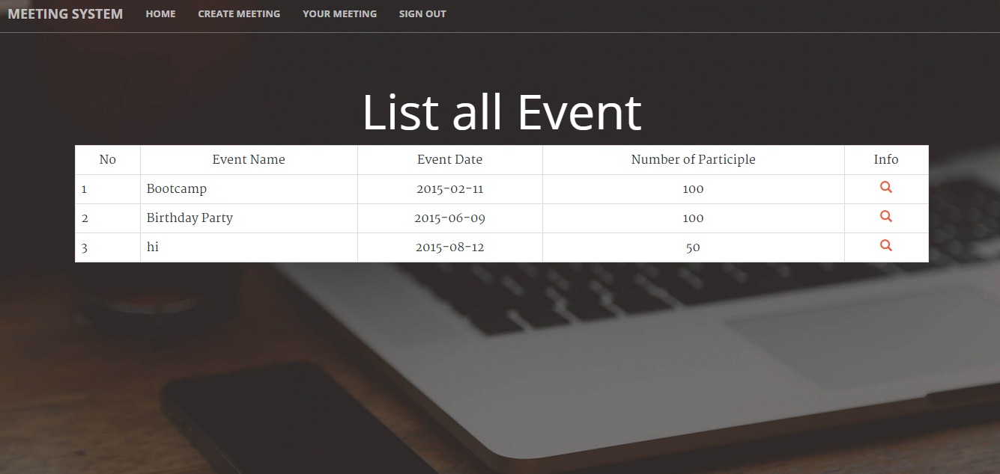 MEETING SYSTEM HOME CREATE MEETING YOUR MEETING SIGN OUT
List all Event
No Event Name Event Date Number of Participle Info
1 Bootcamp 2015-02-11 100
2 Birthday Party 2015-06-09 100
3 hi 2015-08-12 50